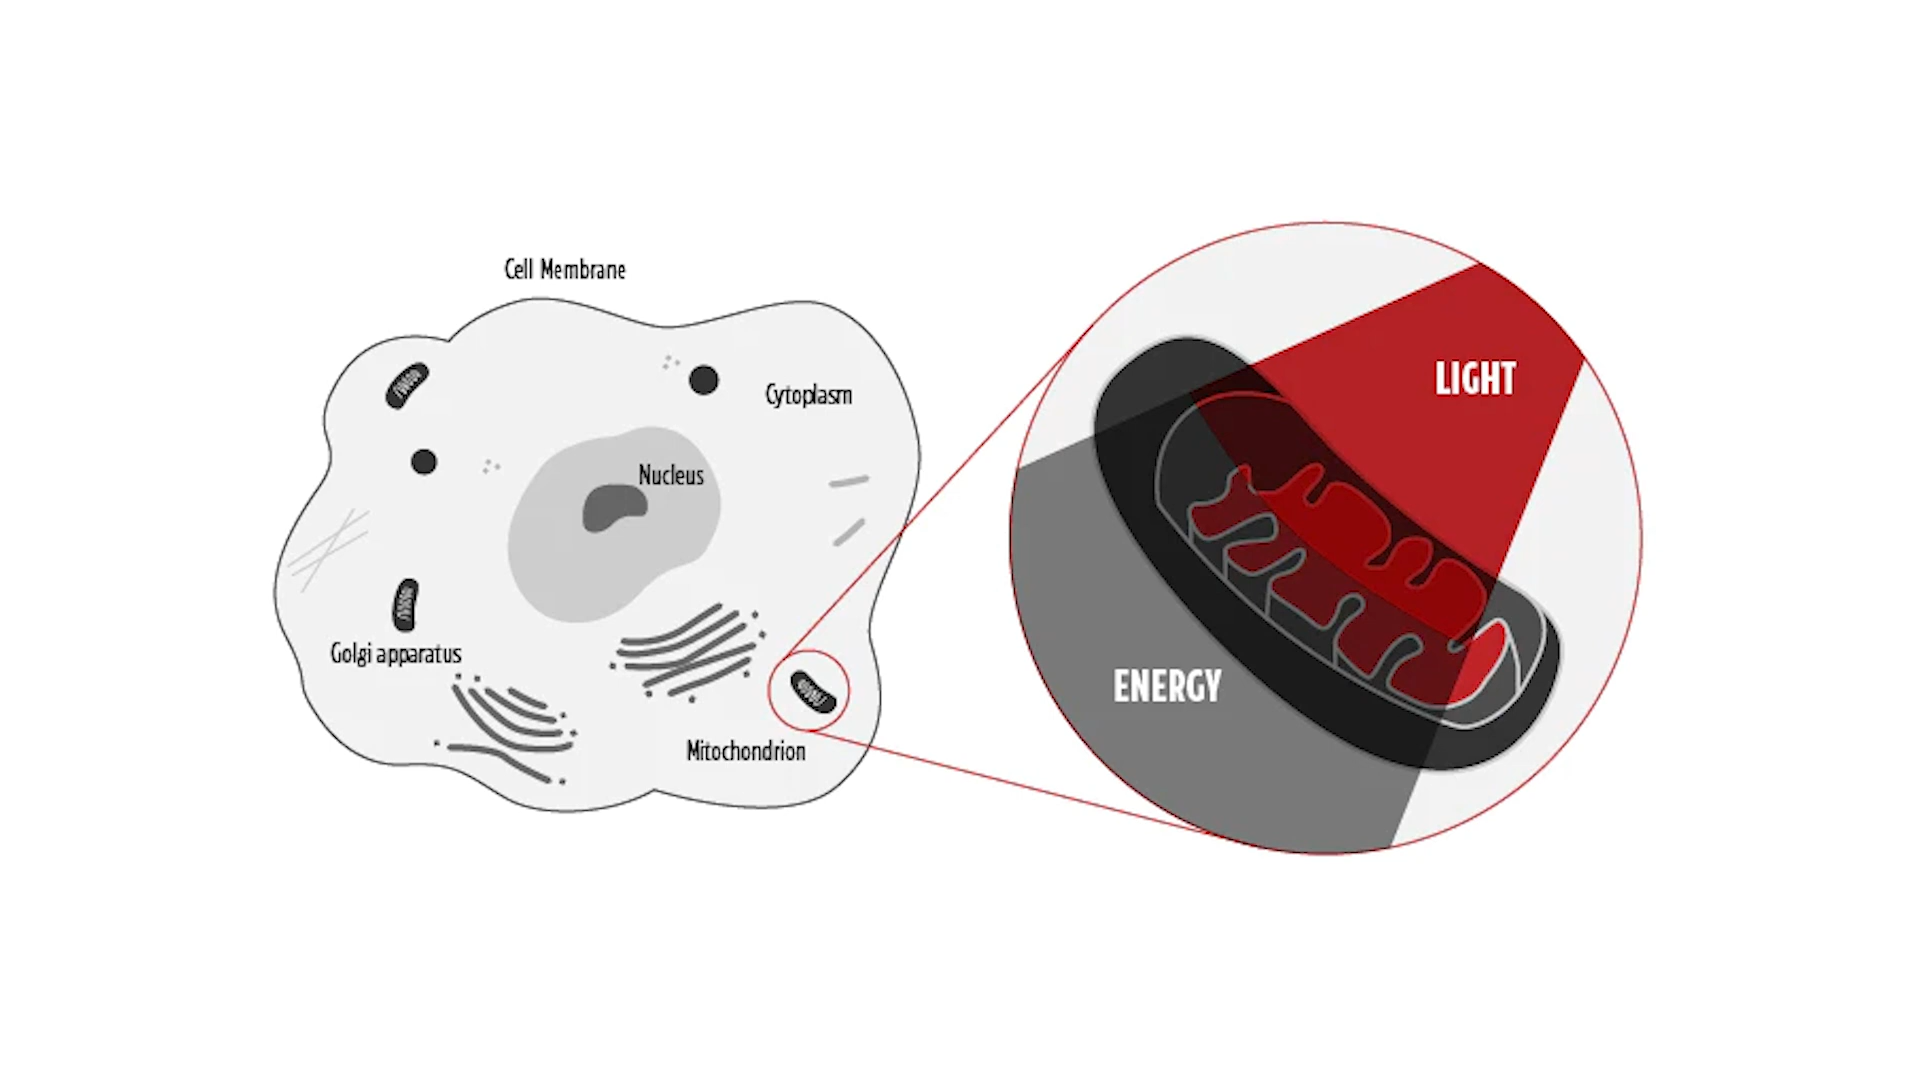 Cell Membrane
Cytoplasm
Nucleus
Golgi apparatus
Mitochondrion
LIGHT
ENERGY